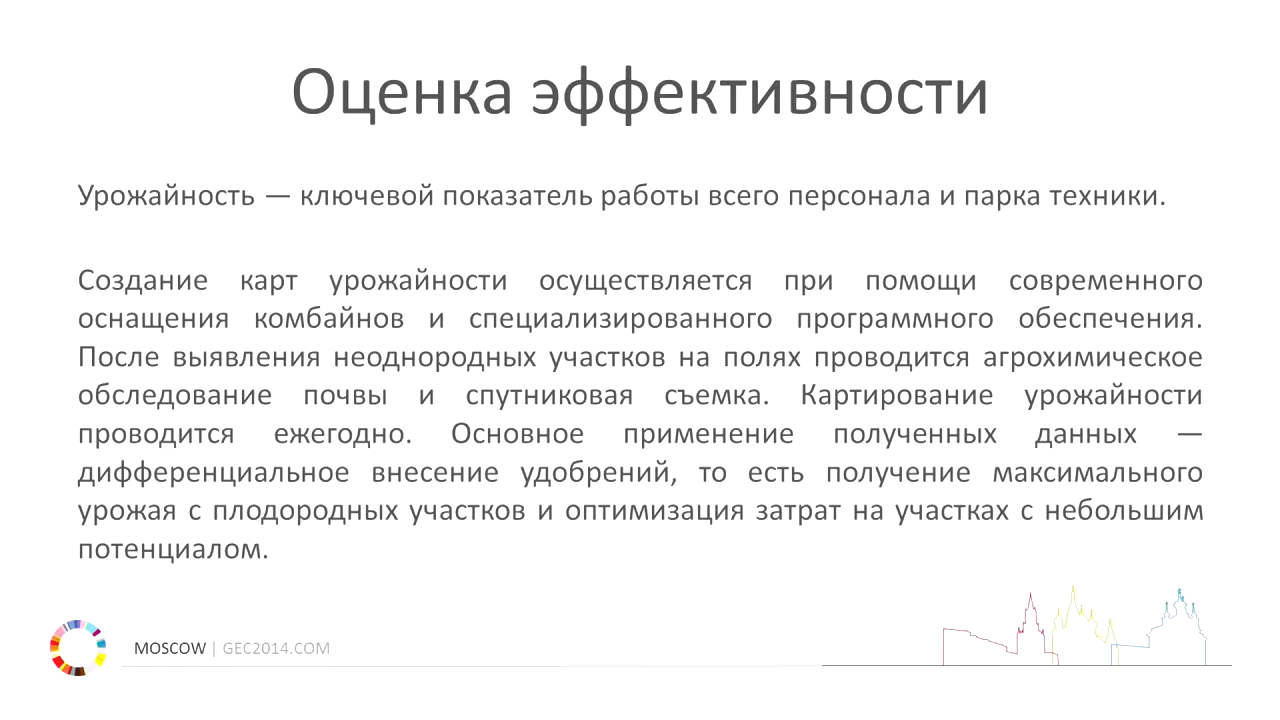 Оценка эффективности
Урожайность — ключевой показатель работы всего персонала и парка техники.
Создание карт урожайности осуществляется при помощи современного
оснащения комбайнов и специализированного программного обеспечения.
После выявления неоднородных участков на полях проводится агрохимическое
обследование почвы и спутниковая съемка. Картирование урожайности
проводится ежегодно. Основное применение полученных данных —
дифференциальное внесение удобрений, то есть получение максимального
урожая с плодородных участков и оптимизация затрат на участках с небольшим
потенциалом.
MOSCOW | GEC2014.COM